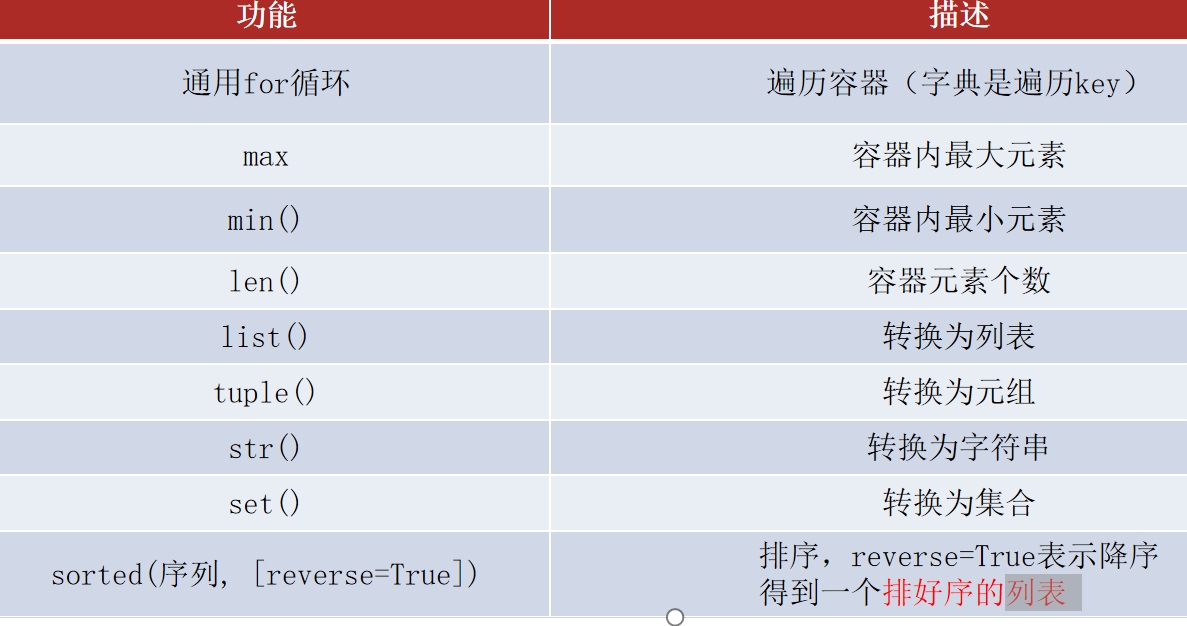 功能 描述
通用for循环 遍历容器（字典是遍历key）
max 容器内最大元素
min() 容器内最小元素
len() 容器元素个数
list() 转换为列表
tuple() 转换为元组
str() 转换为字符串
set() 转换为集合
sorted(序列, [reverse=True]) 排序，reverse=True表示降序
得到一个排好序的列表